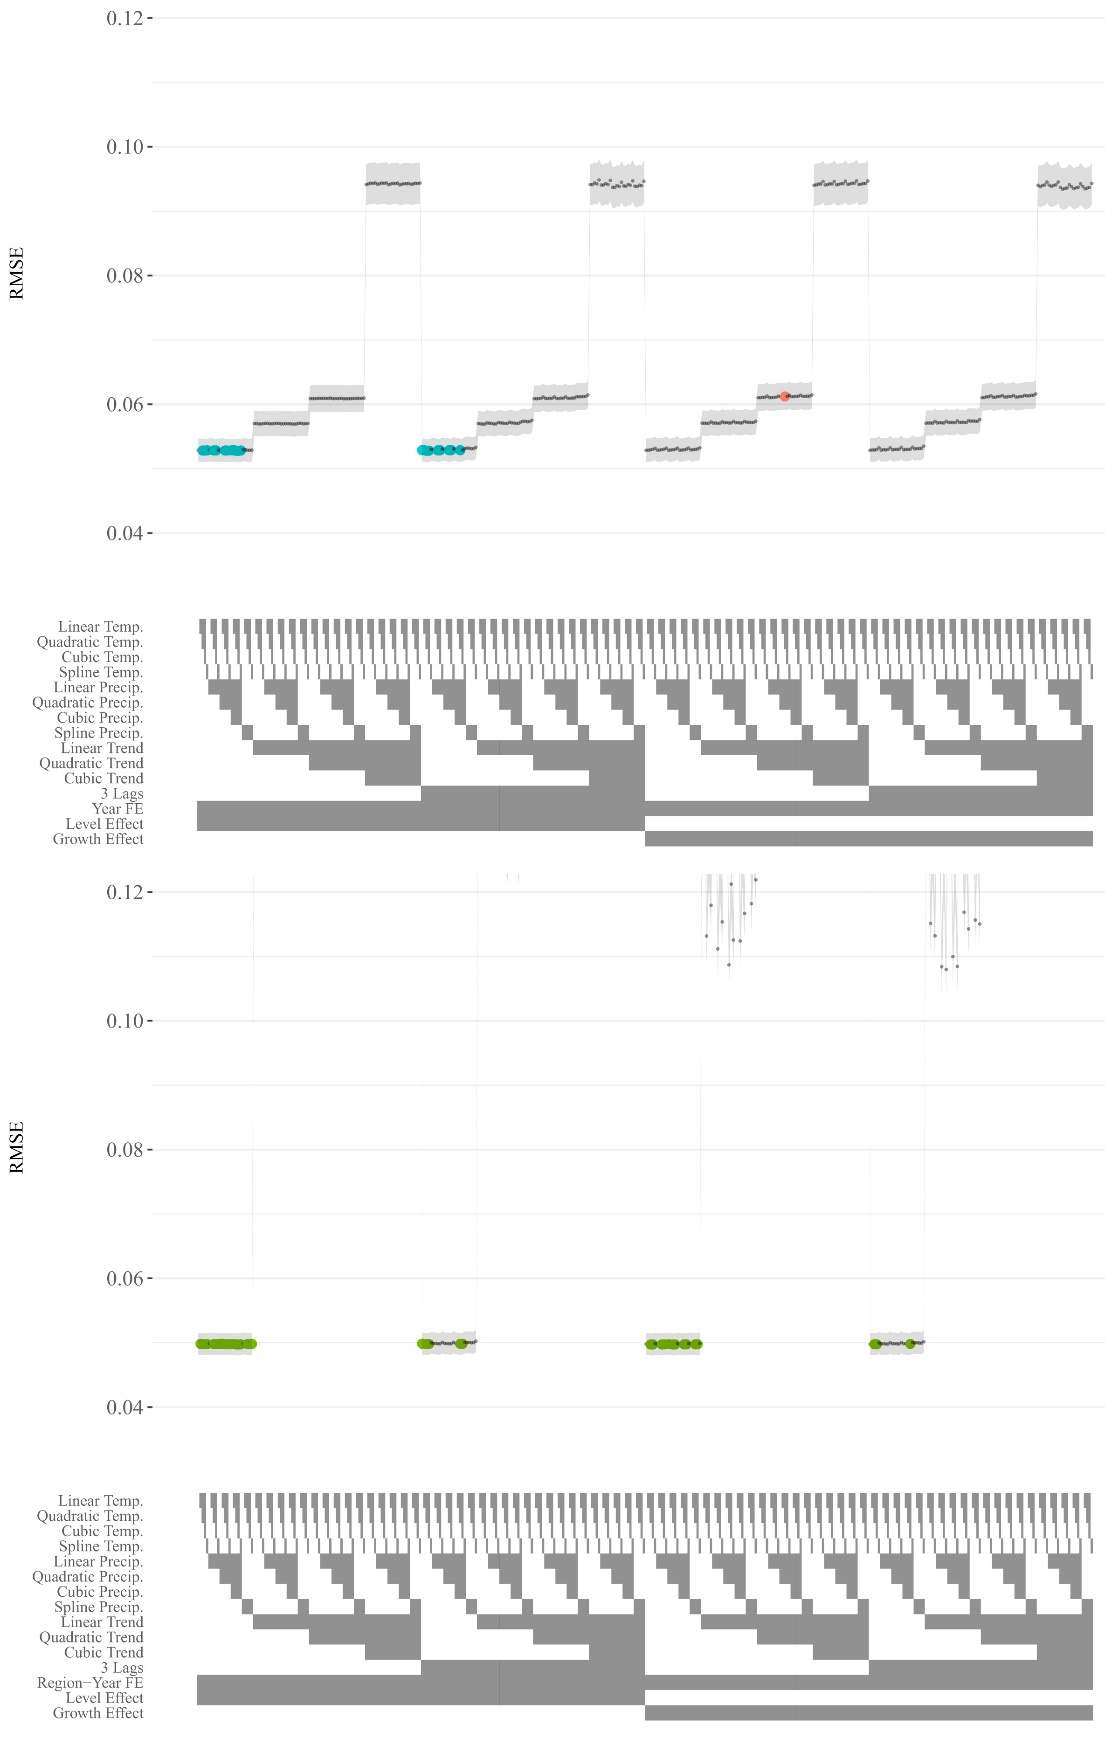 0.12
0.10
0.08
RMSE
0.06
0.04
Linear Temp.
Quadratic Temp.
Cubic Temp.
Spline Temp.
Linear Precip.
Quadratic Precip.
Cubic Precip.
Spline Precip.
Linear Trend
Quadratic Trend
Cubic Trend
3 Lags
Year FE
Level Effect
Growth Effect
0.12
0.10
0.08
RMSE
0.06
0.04
Linear Temp.
Quadratic Temp.
Cubic Temp.
Spline Temp.
Linear Precip.
Quadratic Precip.
Cubic Precip.
Spline Precip.
Linear Trend
Quadratic Trend
Cubic Trend
3 Lags
Region−Year FE
Level Effect
Growth Effect